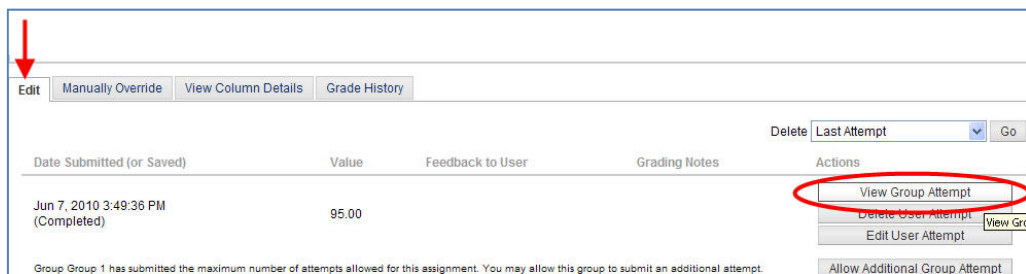 Edit Manually Override View Column Details Grade History
Delete Last Attempt Go
Date Submitted (or Saved) Value Feedback to User Grading Notes Actions
View Group Attempt
Jun 7, 2010 3:49:36 PM
(Completed)
95.00
Delete User Attempt
View Gro
Edit User Attempt
Group Group 1 has submitted the maximum number of attempts allowed for this assignment. You may allow this group to submit an additional attempt.
Allow Additional Group Attempt